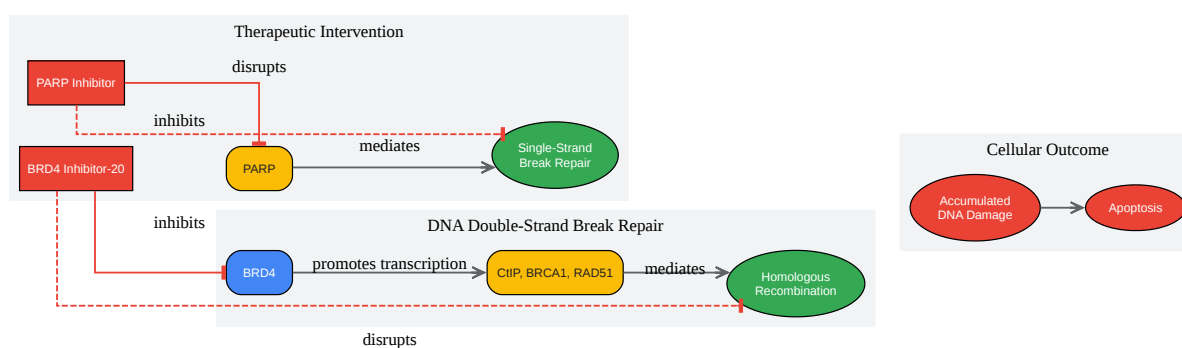 Therapeutic Intervention
disrupts
PARP Inhibitor
inhibits
mediates
Single-Strand
Break Repair
BRD4 Inhibitor-20
PARP
Cellular Outcome
Accumulated
DNA Damage
Apoptosis
inhibits
DNA Double-Strand Break Repair
BRD4
promotes transcription
CtIP, BRCA1, RAD51
mediates
Homologous
Recombination
disrupts